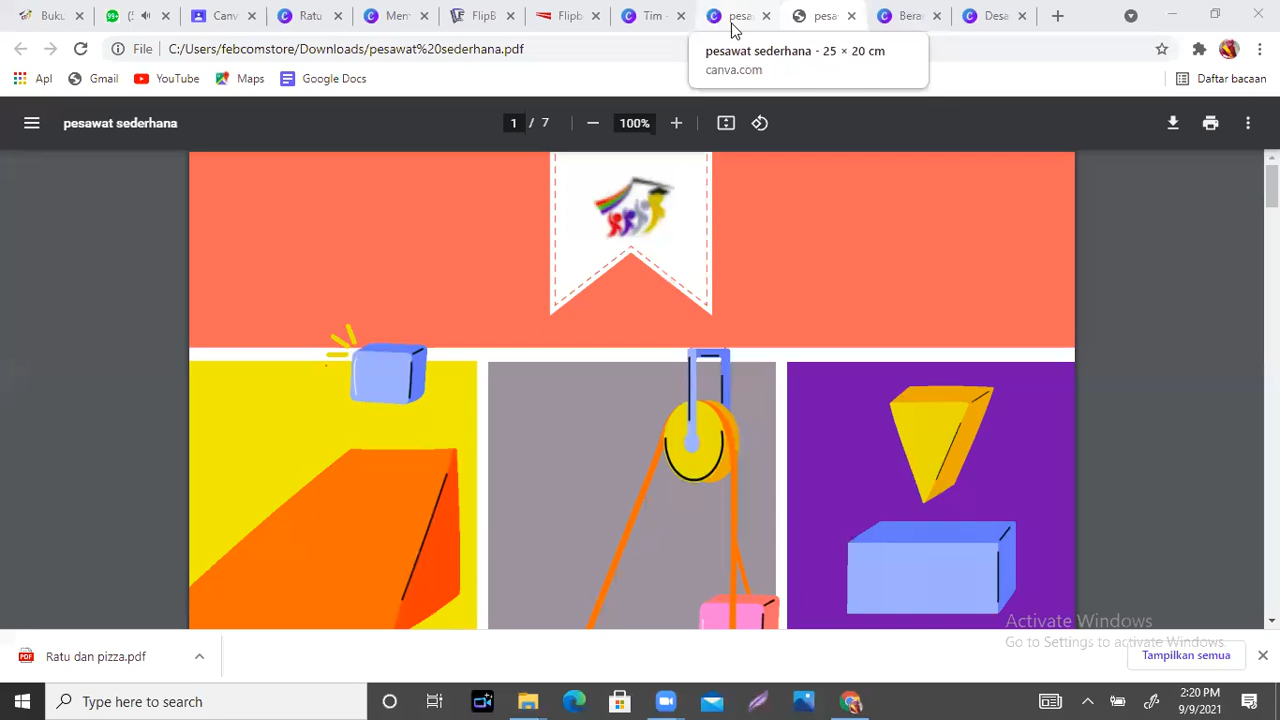 Buku
(
Canv
Ratu
Men
FlipB
Flipb
Tim -
pesa
pesa
Bera
Desa
File
C:/Users/febcomstore/Downloads/pesawat%20sederhana.pdf
pesawat sederhana - 25 × 20 cm
canva.com
Apl
Gmail
YouTube
Maps
Google Docs
Daftar bacaan
pesawat sederhana
1 / 7
100%
Activate Windows
Go to Settings to activate Windows.
Ratu dan pizza.pdf
Tampilkan semua
Type here to search
2:20 PM
9/9/2021